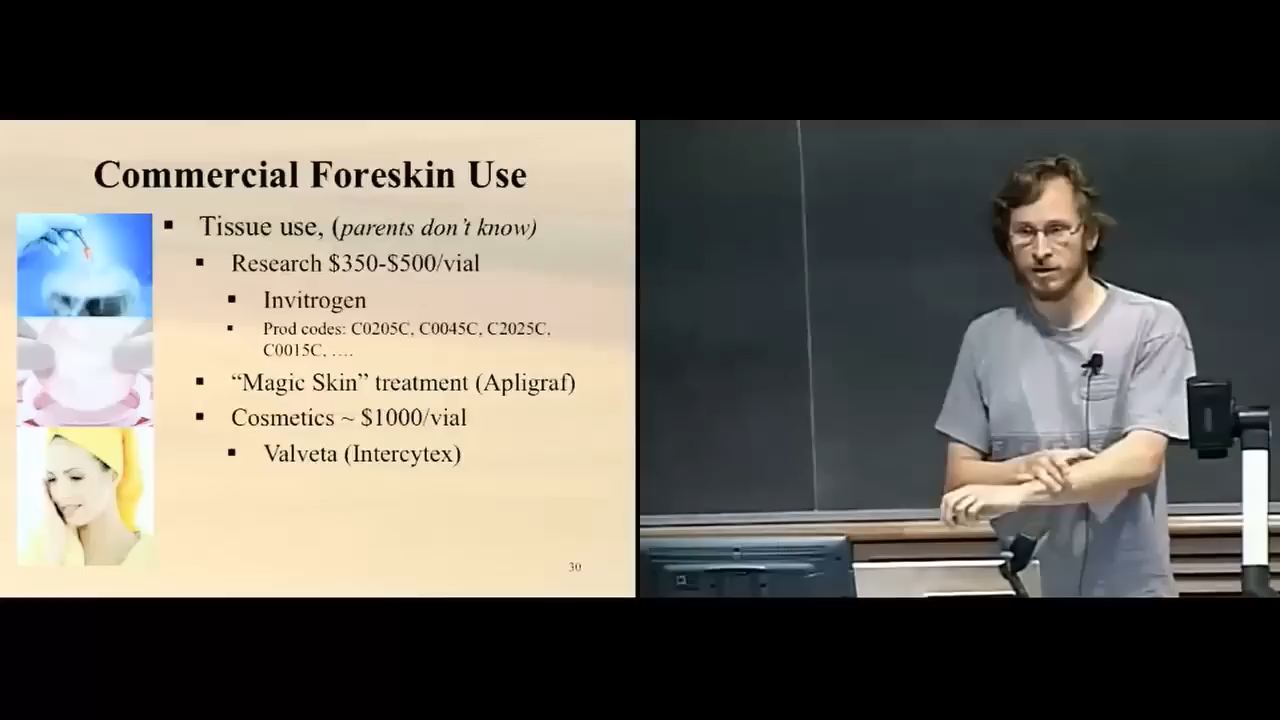 Commercial Foreskin Use
Tissue use, (parents don't know)
Research $350-$500/vial
Invitrogen
Prod codes: C0205C, C0045C, C2025C,
C0015C, ....
“Magic Skin” treatment (Apligraf)
Cosmetics ~ $1000/vial
Valveta (Intercytex)
30